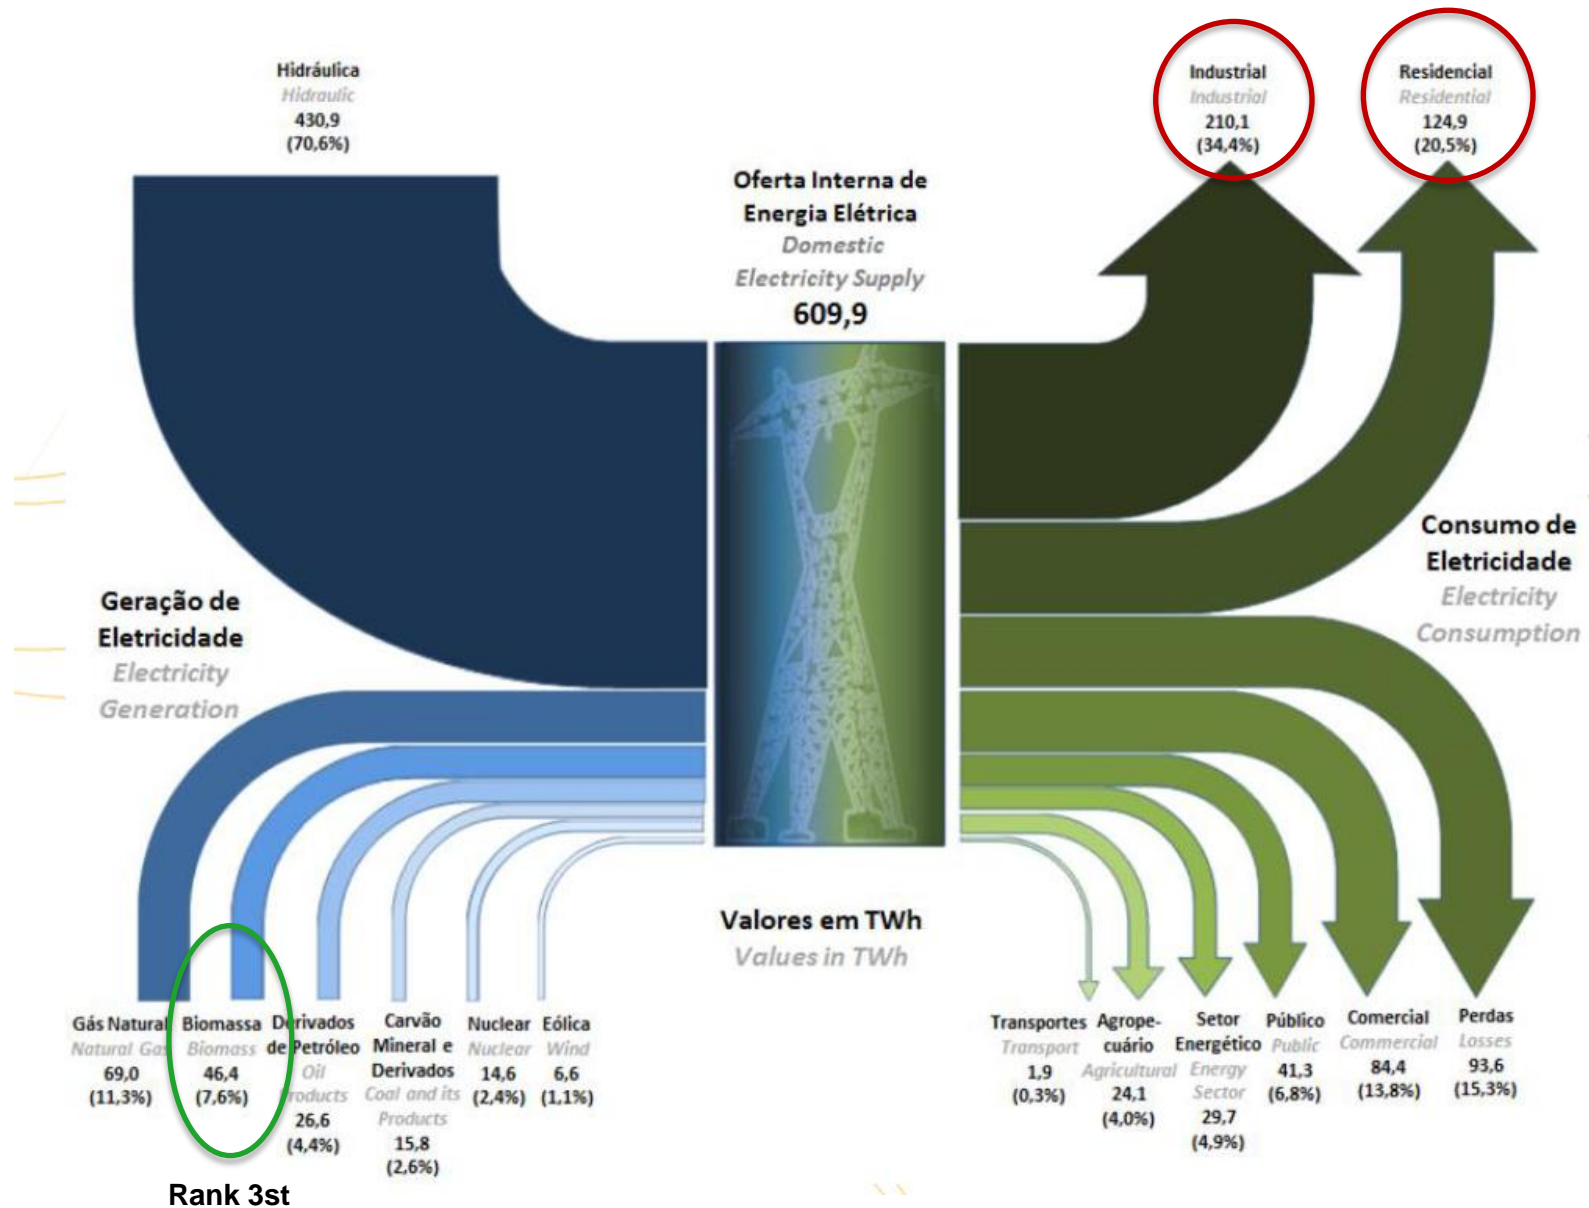 Hidráulica
Hidraulic
430,9
(70,6%)
Industrial
Industrial
210,1
(34,4%)
Residencial
Residential
124,9
(20,5%)
Oferta Interna de
Energia Elétrica
Domestic
Electricity Supply
609,9
Geração de
Eletricidade
Electricity
Generation
Consumo de
Eletricidade
Electricity
Consumption
Valores em TWh
Values in TWh
Gás Natural
Natural Gas
69,0
(11,3%)
Biomassa
Biomass
46,4
(7,6%)
Derivados
de Petróleo
Oil
Products
26,6
(4,4%)
Carvão
Mineral e
Derivados
Coal and its
Products
15,8
(2,6%)
Nuclear
Nuclear
14,6
(2,4%)
Eólica
Wind
6,6
(1,1%)
Transportes
Transport
1,9
(0,3%)
Agrope-
cuário
Agricultural
24,1
(4,0%)
Setor
Energético
Energy
Sector
29,7
(4,9%)
Público
Public
41,3
(6,8%)
Comercial
Commercial
84,4
(13,8%)
Perdas
Losses
93,6
(15,3%)
Rank 3st